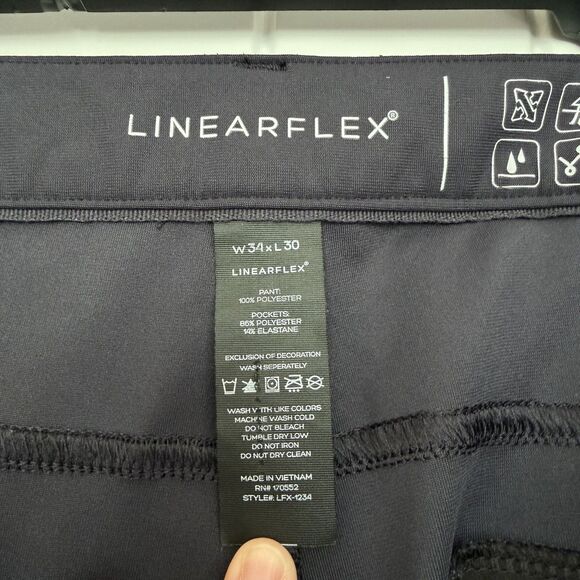 LINEARFLEX®
W34xL30
LINEARFLEX®
PANT:
100% POLYESTER
POCKETS:
86% POLYESTER
14% ELASTANE
EXCLUSION OF DECORATION
WASH SEPERATELY
WASH WITH LIKE COLORS
MACHINE WASH COLD
DO NOT BLEACH
TUMBLE DRY LOW
DO NOT IRON
DO NOT DRY CLEAN
MADE IN VIETNAM
RN# 170552
STYLE#: LFX-1234